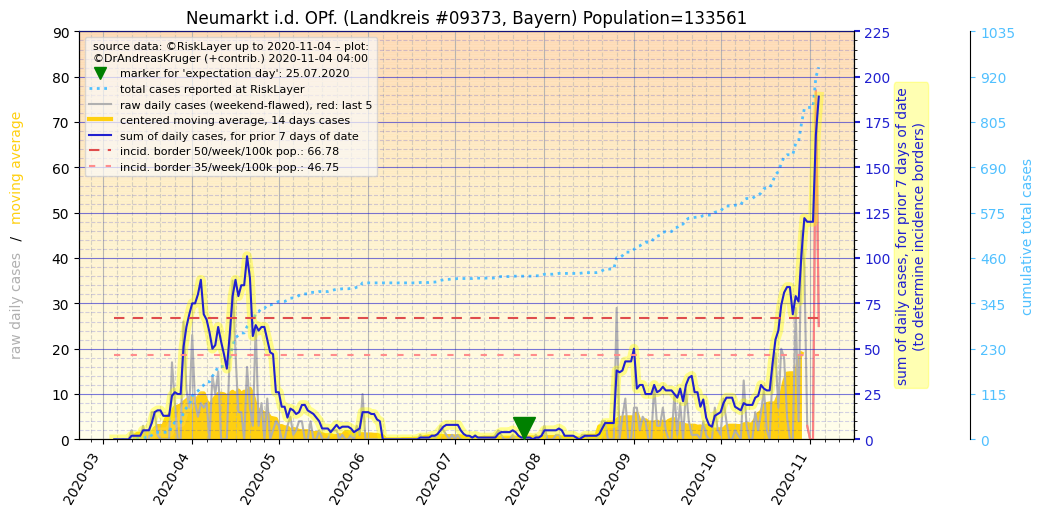 Neumarkt i.d. OPf. (Landkreis #09373, Bayern) Population=133561
source data: ©RiskLayer up to 2020-11-04 – plot:
©DrAndreasKruger (+contrib.) 2020-11-04 04:00
marker for 'expectation day': 25.07.2020
total cases reported at RiskLayer
raw daily cases (weekend-flawed), red: last 5
centered moving average, 14 days cases
sum of daily cases, for prior 7 days of date
incid. border 50/week/100k pop.: 66.78
incid. border 35/week/100k pop.: 46.75
raw daily cases / moving average
90
80
70
60
50
40
30
20
10
0
2020-03
2020-04
2020-05
2020-06
2020-07
2020-08
2020-09
2020-10
2020-11
225
200
175
150
125
100
75
50
25
0
sum of daily cases, for prior 7 days of date
(to determine incidence borders)
1035
920
805
690
575
460
345
230
115
0
cumulative total cases